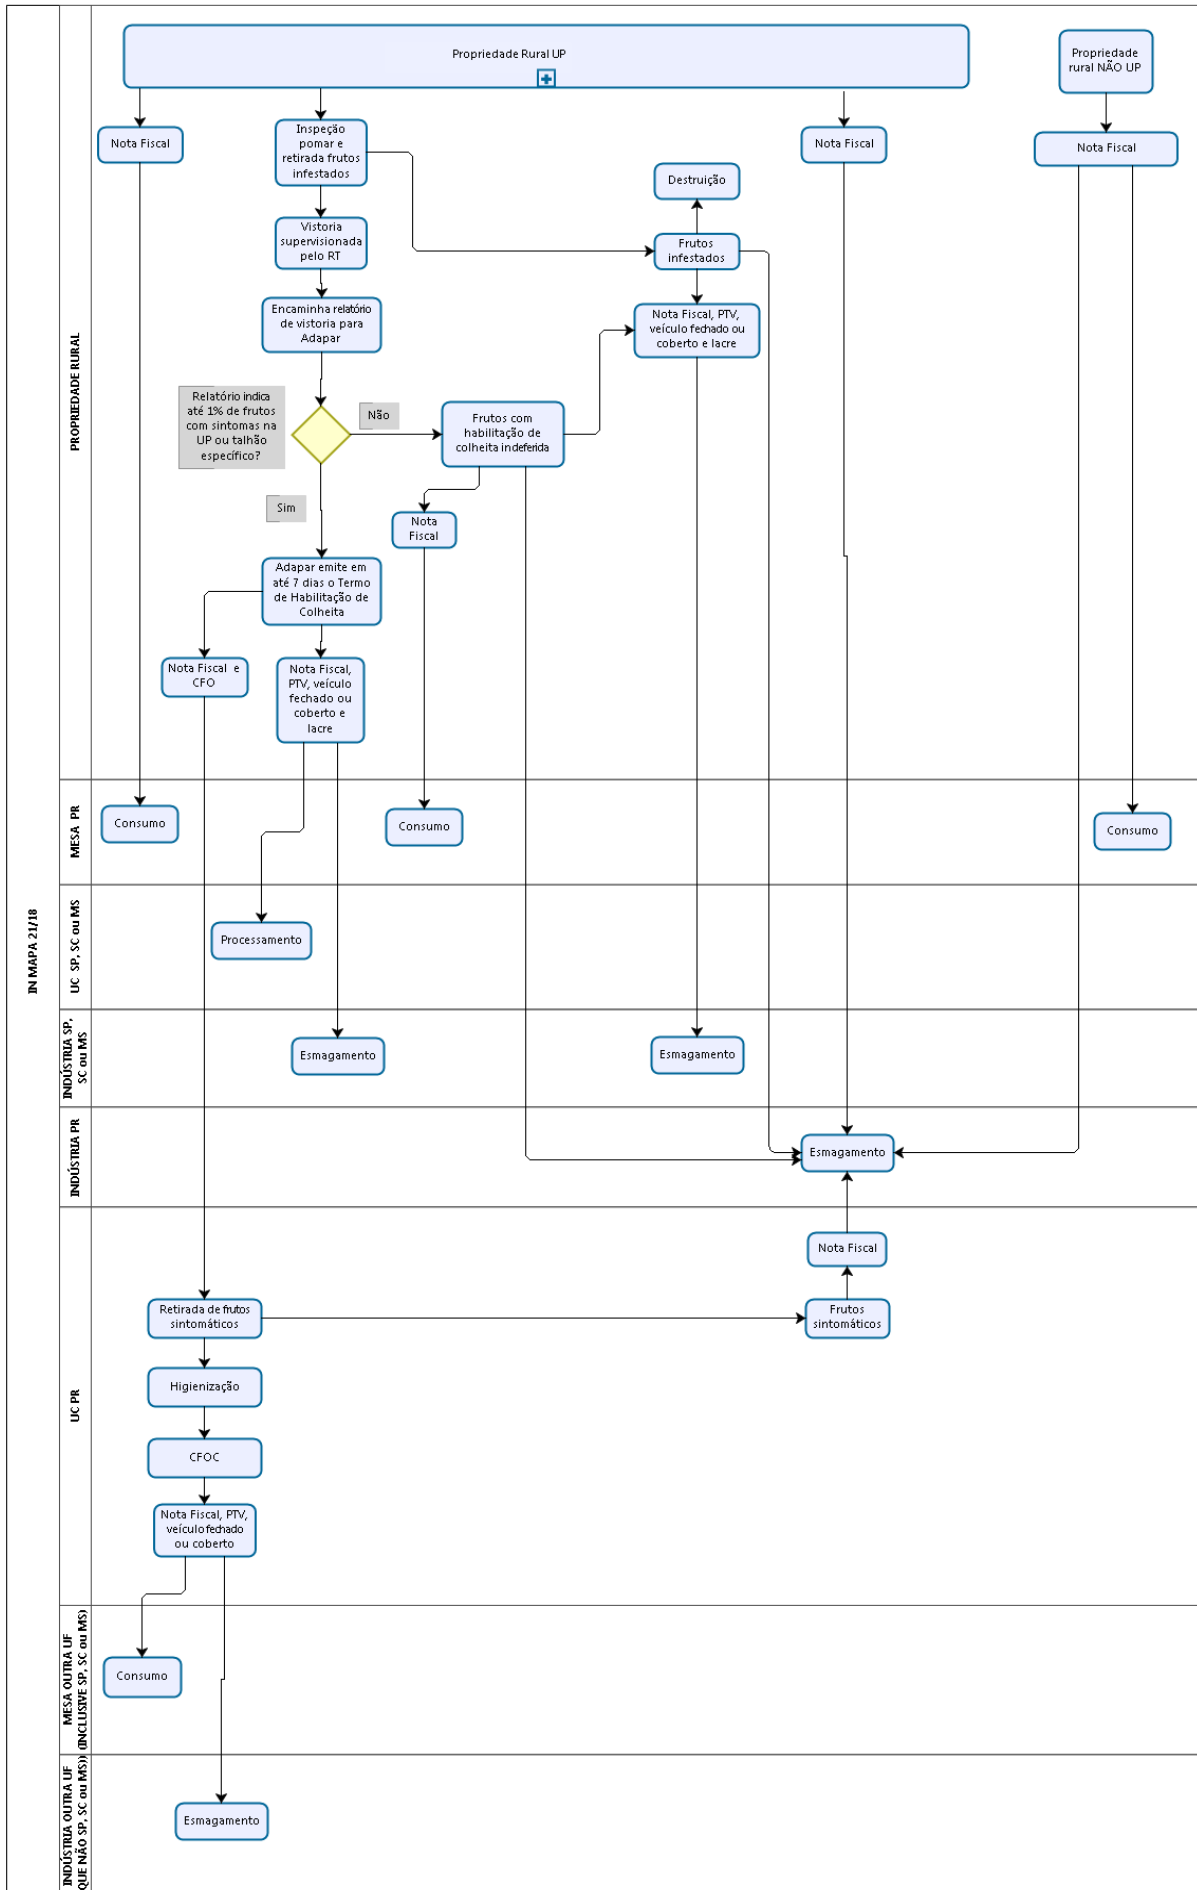 IN MAPA 21/18
PROPRIEDADE RURAL
Propriedade Rural UP
Propriedade
rural NÃO UP
Nota Fiscal
Inspeção
pomar e
retirada frutos
infestados
Nota Fiscal
Nota Fiscal
Destruição
Vistoria
supervisionada
pelo RT
Frutos
infestados
Encaminha relatório
de vistoria para
Adapar
Nota Fiscal, PTV,
veículo fechado ou
coberto e lacre
Relatório indica
até 1% de frutos
com sintomas na
UP ou talhão
específico?
Não
Frutos com
habilitação de
colheita indeferida
Sim
Nota
Fiscal
Adapar emite em
até 7 dias o Termo
de Habilitação de
Colheita
Nota Fiscal e
CFO
Nota Fiscal,
PTV, veículo
fechado ou
coberto e
lacre
MESA PR
Consumo
Consumo
Consumo
UC SP, SC ou MS
Processamento
INDÚSTRIA SP,
SC ou MS
Esmagamento
Esmagamento
INDÚSTRIA PR
Esmagamento
UC PR
Nota Fiscal
Retirada de frutos
sintomáticos
Frutos
sintomáticos
Higienização
CFOC
Nota Fiscal, PTV,
veículo fechado
ou coberto
MESA OUTRA UF
(INCLUSIVE SP, SC ou MS)
Consumo
INDÚSTRIA OUTRA UF
QUE NÃO SP, SC ou MS))
Esmagamento